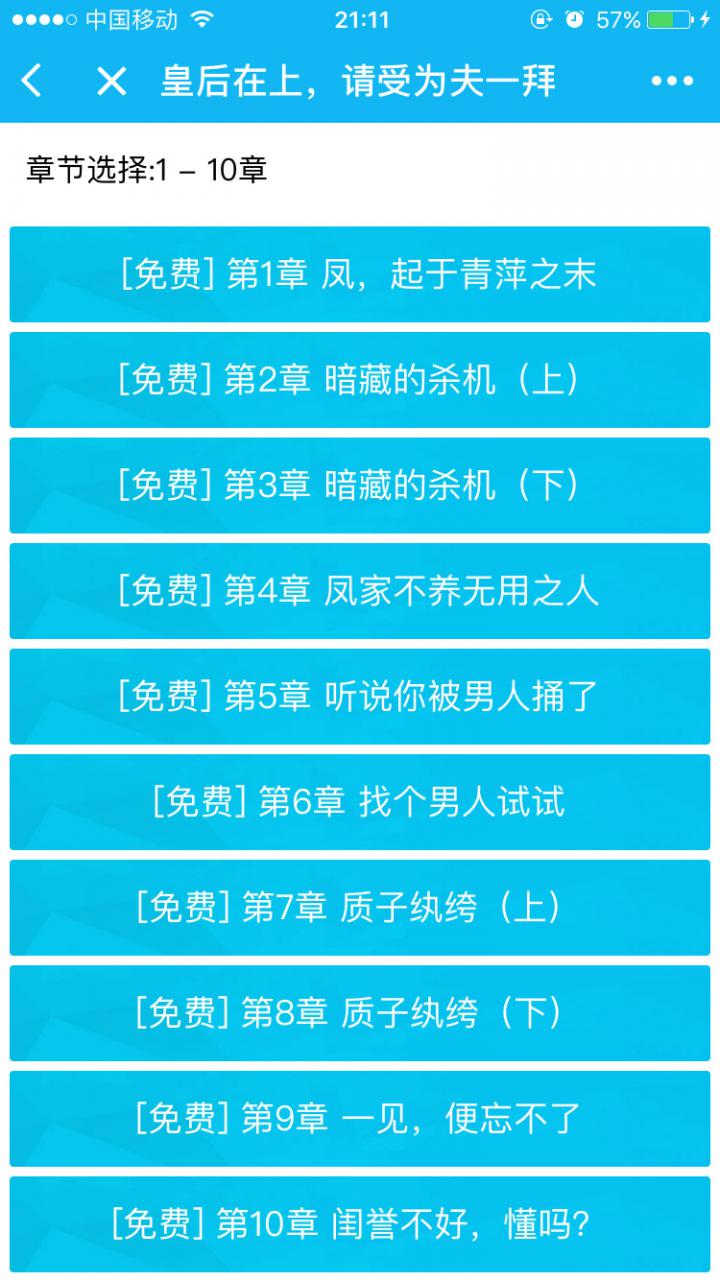 中国移动 21:11 57%
皇后在上，请受为夫一拜
章节选择:1 – 10章
[免费] 第1章 凤，起于青萍之末
[免费] 第2章 暗藏的杀机（上）
[免费] 第3章 暗藏的杀机（下）
[免费] 第4章 凤家不养无用之人
[免费] 第5章 听说你被男人捅了
[免费] 第6章 找个男人试试
[免费] 第7章 质子纨绔（上）
[免费] 第8章 质子纨绔（下）
[免费] 第9章 一见，便忘不了
[免费] 第10章 闺誉不好，懂吗?